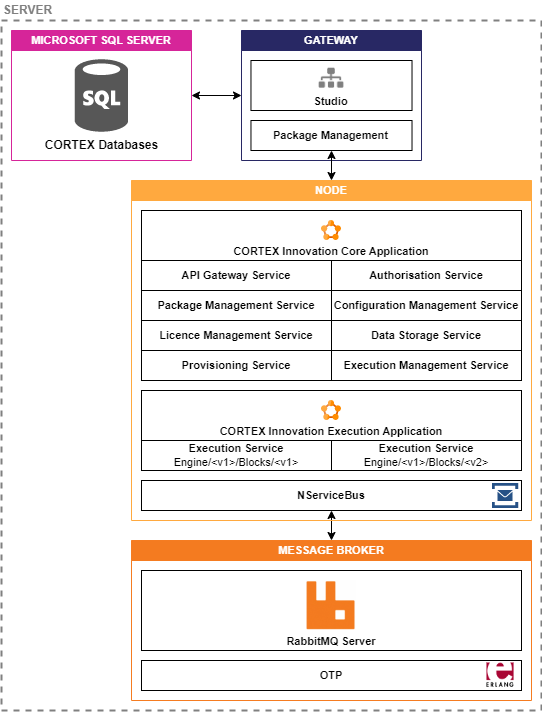 SERVER
MICROSOFT SQL SERVER
SQL
CORTEX Databases
GATEWAY
Studio
Package Management
NODE
CORTEX Innovation Core Application
API Gateway Service
Authorisation Service
Package Management Service
Configuration Management Service
Licence Management Service
Data Storage Service
Provisioning Service
Execution Management Service
CORTEX Innovation Execution Application
Execution Service
Engine/<v1>/Blocks/<v1>
Execution Service
Engine/<v1>/Blocks/<v2>
NServiceBus
MESSAGE BROKER
RabbitMQ Server
OTP
e
ERLANG